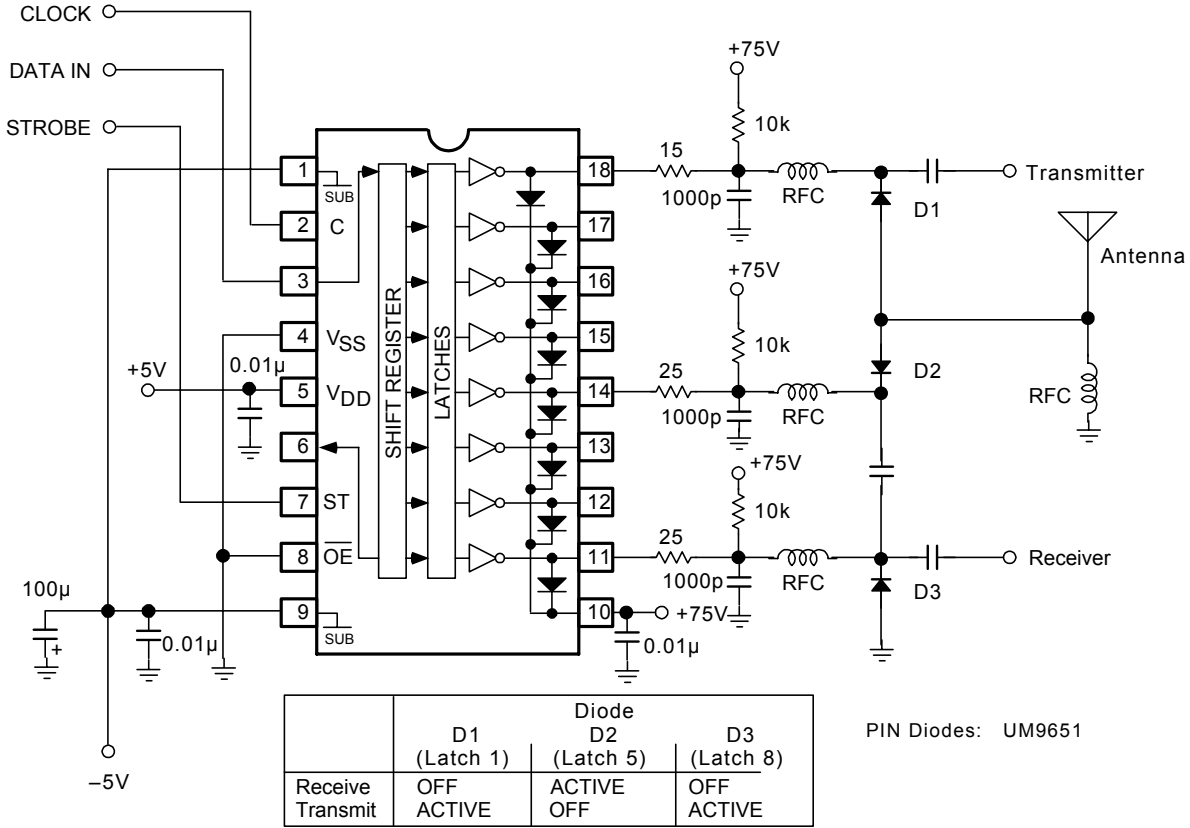 CLOCK
DATA IN
STROBE
+75V
10k
15
1000p
RFC
D1
Transmitter
Antenna
1
SUB
18
2
C
17
3
16
4
VSS
15
+5V
0.01µ
5
VDD
14
25
+75V
10k
1000p
RFC
D2
RFC
6
13
SHIFT REGISTER
LATCHES
7
ST
12
8
OE
11
25
+75V
10k
1000p
RFC
D3
Receiver
100µ
+
0.01µ
9
SUB
10
+75V
0.01µ
–5V
Diode
D1 D2 D3
(Latch 1) (Latch 5) (Latch 8)
Receive OFF ACTIVE OFF
Transmit ACTIVE OFF ACTIVE
PIN Diodes: UM9651